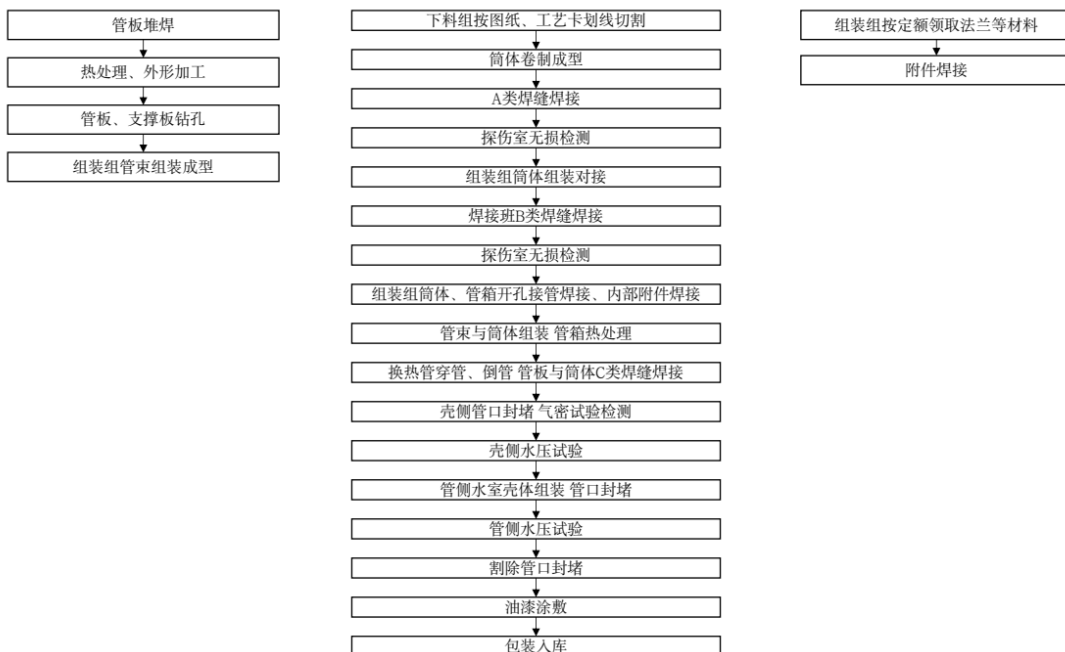 管板堆焊
热处理、外形加工
管板、支撑板钻孔
组装组管束组装成型
下料组按图纸、工艺卡划线切割
筒体卷制成型
A类焊缝焊接
探伤室无损检测
组装组筒体组装对接
焊接班B类焊缝焊接
探伤室无损检测
组装组筒体、管箱开孔接管焊接、内部附件焊接
管束与筒体组装 管箱热处理
换热管穿管、倒管 管板与筒体C类焊缝焊接
壳侧管口封堵 气密试验检测
壳侧水压试验
管侧水室壳体组装 管口封堵
管侧水压试验
割除管口封堵
油漆涂敷
包装入库
组装组按定额领取法兰等材料
附件焊接